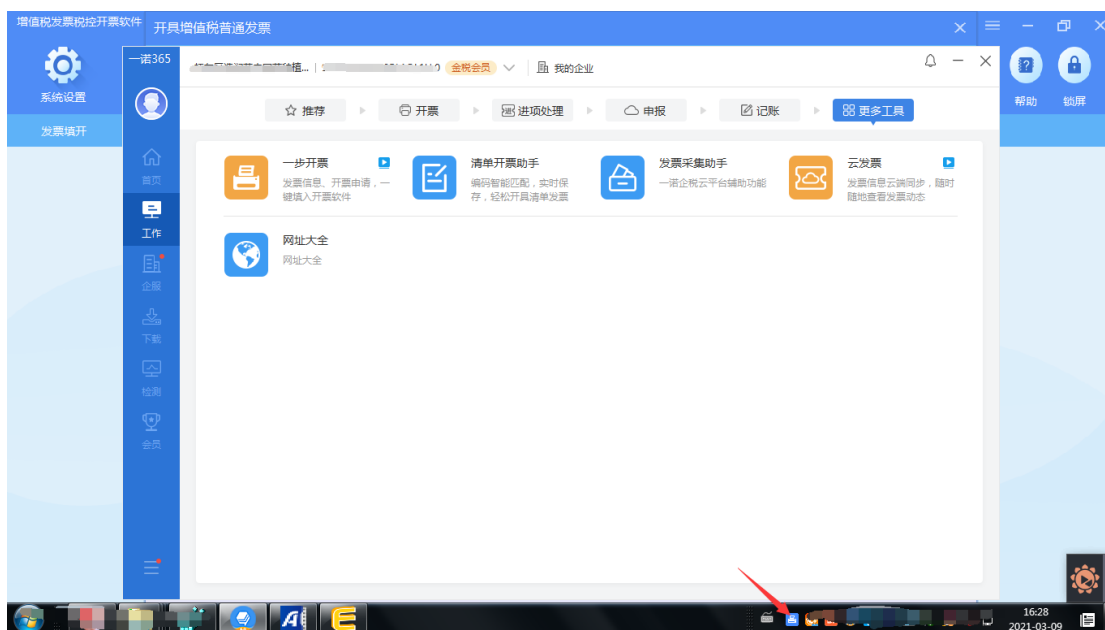 增值税发票税控开票软件
开具增值税普通发票
系统设置
帮助
锁屏
发票填开
一诺365
金税会员
我的企业
推荐
开票
进项处理
申报
记账
更多工具
首页
工作
企服
下载
检测
会员
一步开票
发票信息、开票申请，一
键填入开票软件
清单开票助手
编码智能匹配，实时保
存，轻松开具清单发票
发票采集助手
一诺企税云平台辅助功能
云发票
发票信息云端同步，随时
随地查看发票动态
网址大全
网址大全
16:28
2021-03-09